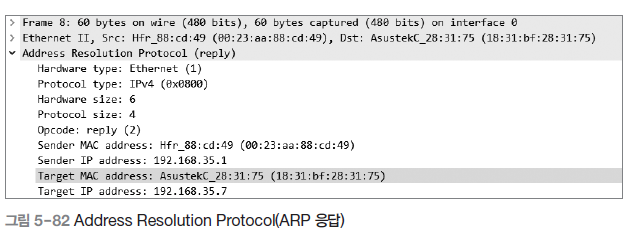 Frame 8: 60 bytes on wire (480 bits), 60 bytes captured (480 bits) on interface 0
Ethernet II, Src: Hfr_88:cd:49 (00:23:aa:88:cd:49), Dst: AsustekC_28:31:75 (18:31:bf:28:31:75)
Address Resolution Protocol (reply)
Hardware type: Ethernet (1)
Protocol type: IPv4 (0x0800)
Hardware size: 6
Protocol size: 4
Opcode: reply (2)
Sender MAC address: Hfr_88:cd:49 (00:23:aa:88:cd:49)
Sender IP address: 192.168.35.1
Target MAC address: AsustekC_28:31:75 (18:31:bf:28:31:75)
Target IP address: 192.168.35.7
그림 5-82 Address Resolution Protocol(ARP 응답)